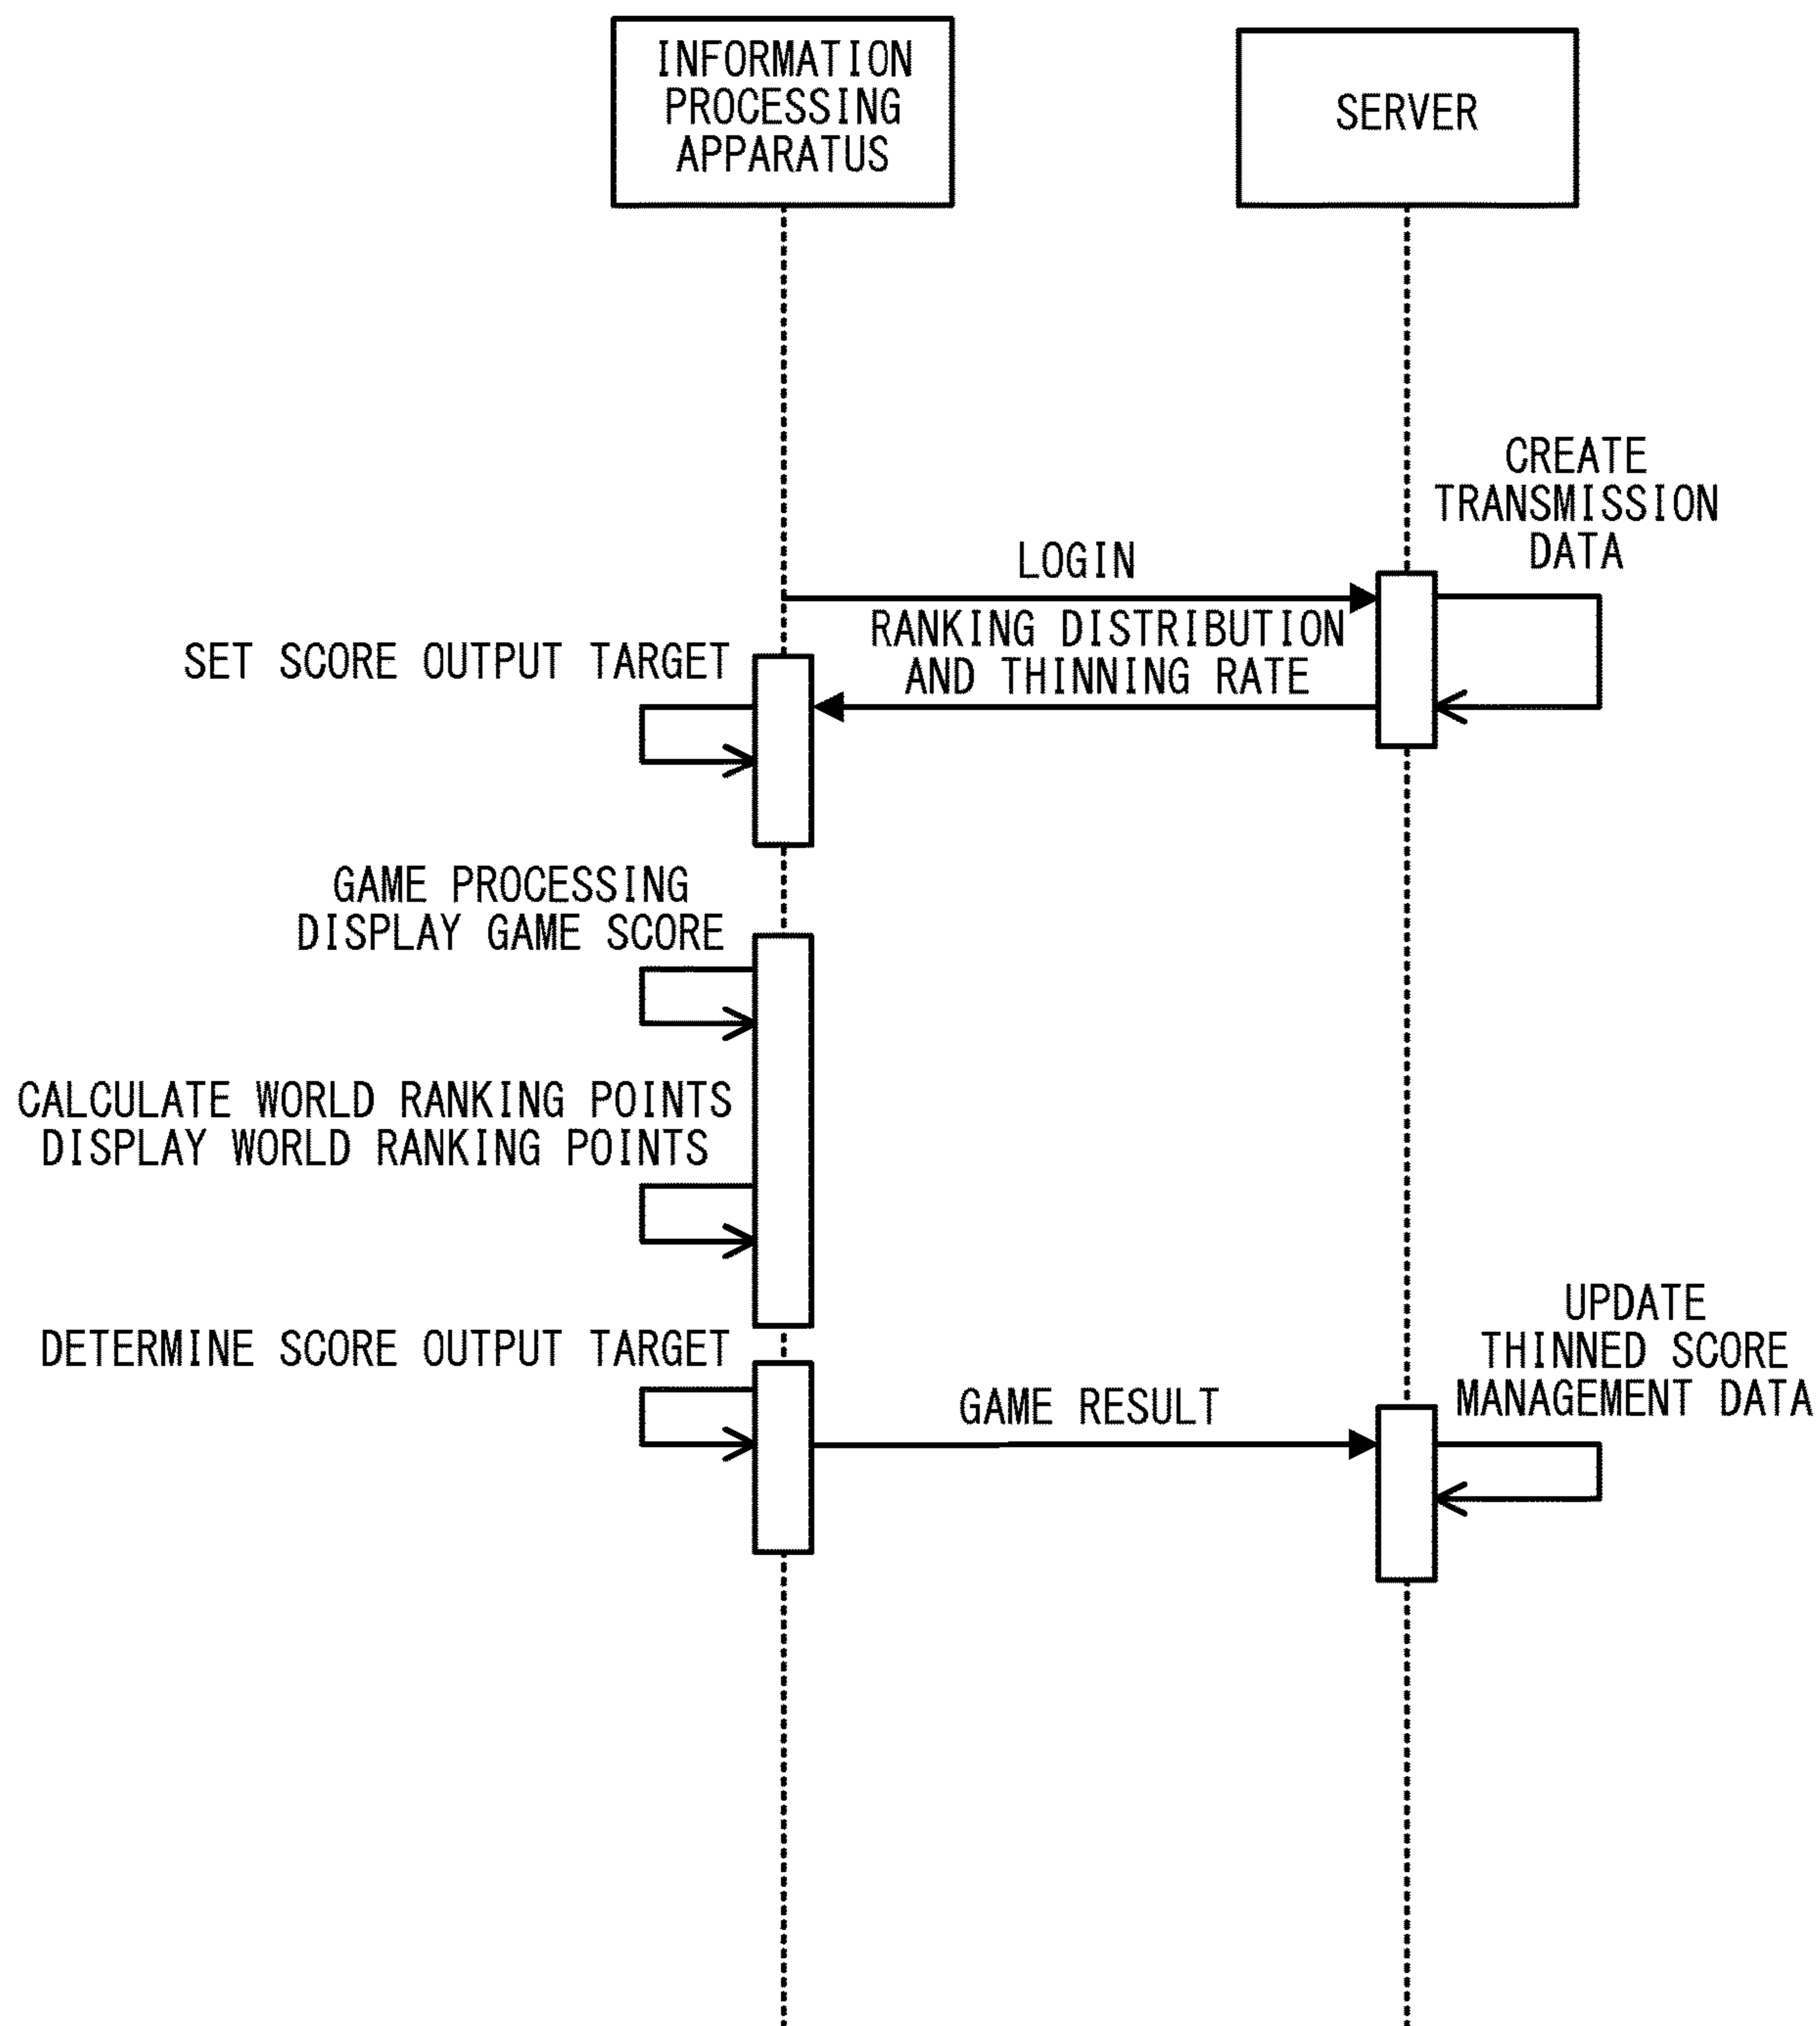 INFORMATION
PROCESSING
APPARATUS
SERVER
CREATE
TRANSMISSION
DATA
LOGIN
RANKING DISTRIBUTION
AND THINNING RATE
SET SCORE OUTPUT TARGET
GAME PROCESSING
DISPLAY GAME SCORE
CALCULATE WORLD RANKING POINTS
DISPLAY WORLD RANKING POINTS
DETERMINE SCORE OUTPUT TARGET
GAME RESULT
UPDATE
THINNED SCORE
MANAGEMENT DATA